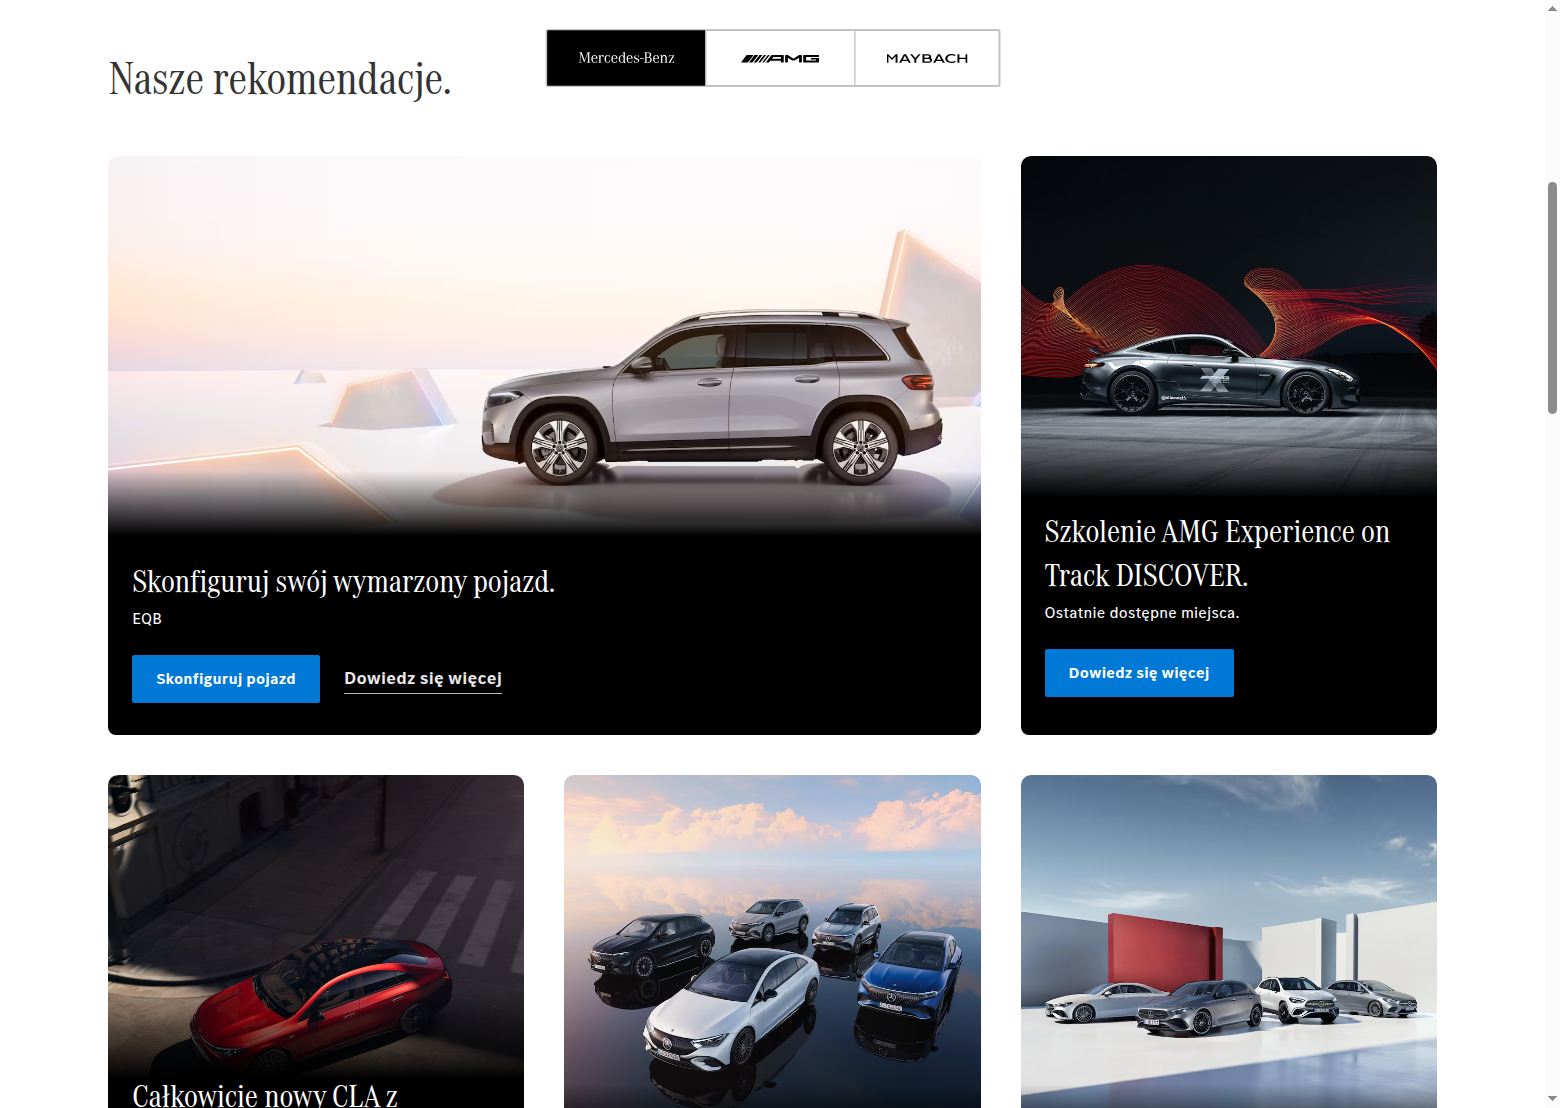 Nasze rekomendacje.
Mercedes-Benz
AMG
MAYBACH
Skonfiguruj swój wymarzony pojazd.
EQB
Skonfiguruj pojazd
Dowiedz się więcej
AMG
X
Szkolenie AMG Experience on
Track DISCOVER.
Ostatnie dostępne miejsca.
Dowiedz się więcej
Całkowicie nowy CLA z